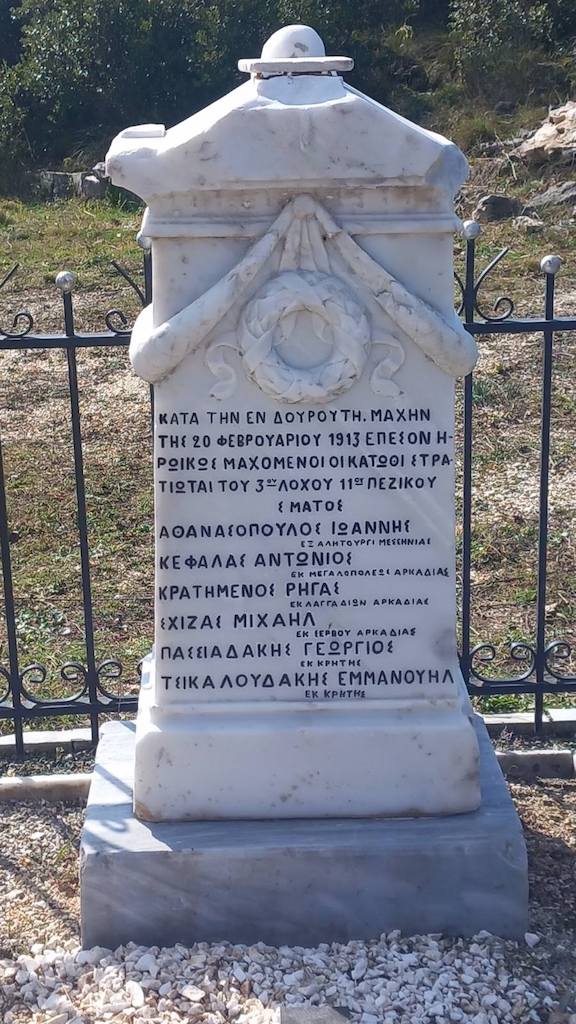 ΚΑΤΑ ΤΗΝ ΕΝ ΔΟΥΡΟΥΤΗ. ΜΑΧΗΝ
ΤΗΣ 20 ΦΕΒΡΟΥΑΡΙΟΥ 1913 ΕΠΕΣΟΝ Η-
ΡΩΙΚΩΣ ΜΑΧΟΜΕΝΟΙ ΟΙ ΚΑΤΩΘΙ ΣΤΡΑ-
ΤΙΩΤΑΙ ΤΟΥ 3ου ΛΟΧΟΥ 11ου ΠΕΖΙΚΟΥ
ΣΜΑΤΟΣ
ΑΘΑΝΑΣΟΠΟΥΛΟΣ ΙΩΑΝΝΗΣ
ΕΞ ΑΛΗΤΟΥΡΓΙ ΜΕΣΣΗΝΙΑΣ
ΚΕΦΑΛΑΣ ΑΝΤΩΝΙΟΣ
ΕΚ ΜΕΓΑΛΟΠΟΛΕΩΣ ΑΡΚΑΔΙΑΣ
ΚΡΑΤΗΜΕΝΟΣ ΡΗΓΑΣ
ΕΚ ΛΑΓΓΑΔΙΩΝ ΑΡΚΑΔΙΑΣ
ΣΧΙΖΑΣ ΜΙΧΑΗΛ
ΕΚ ΣΕΡΒΟΥ ΑΡΚΑΔΙΑΣ
ΠΑΣΣΙΑΔΑΚΗΣ ΓΕΩΡΓΙΟΣ
ΕΚ ΚΡΗΤΗΣ
ΤΣΙΚΑΛΟΥΔΑΚΗΣ ΕΜΜΑΝΟΥΗΛ
ΕΚ ΚΡΗΤΗΣ